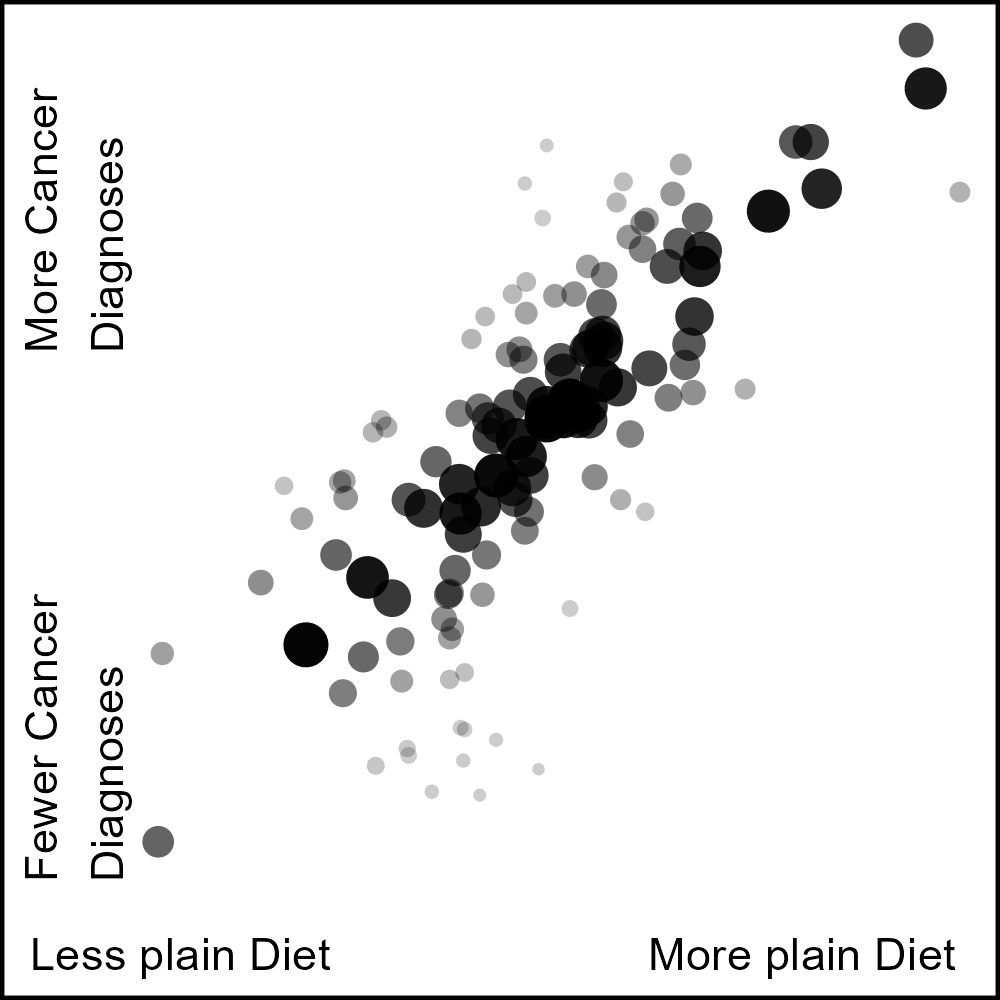 More Cancer
Diagnoses
Fewer Cancer
Diagnoses
Less plain Diet
More plain Diet